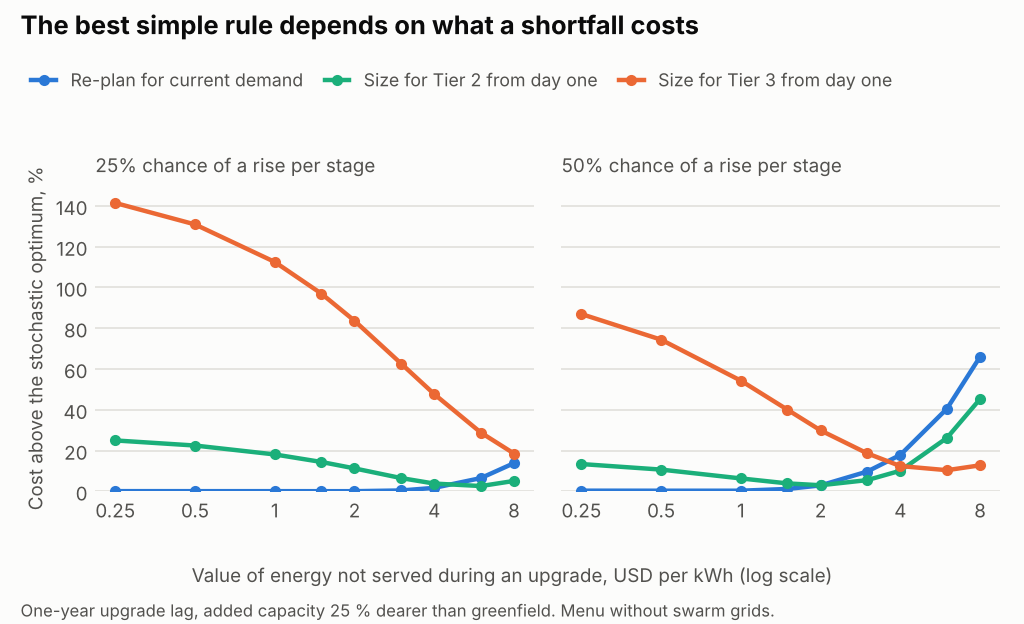 The best simple rule depends on what a shortfall costs
Re-plan for current demand
Size for Tier 2 from day one
Size for Tier 3 from day one
25% chance of a rise per stage
50% chance of a rise per stage
Cost above the stochastic optimum, %
140
120
100
80
60
40
20
0
0.25 0.5 1 2 4 8
0.25 0.5 1 2 4 8
Value of energy not served during an upgrade, USD per kWh (log scale)
One-year upgrade lag, added capacity 25 % dearer than greenfield. Menu without swarm grids.